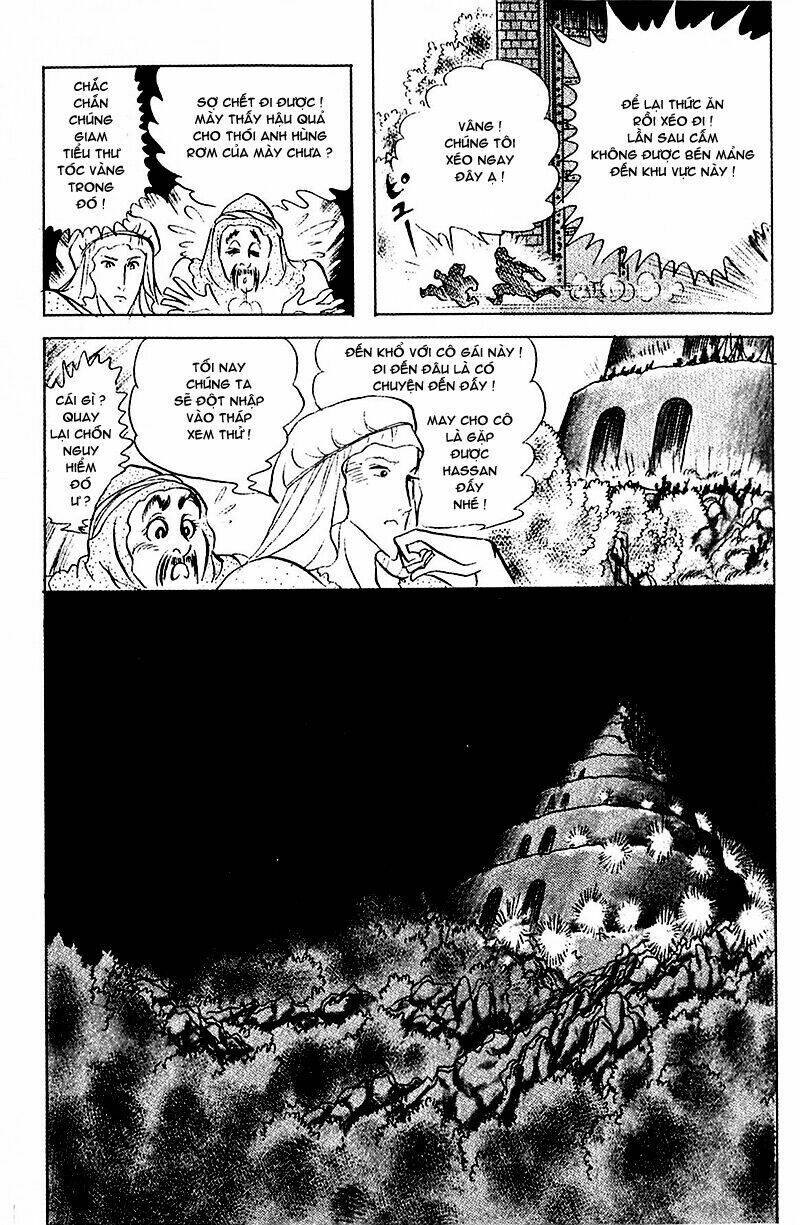 ĐỂ LẠI THỨC ĂN
RỒI XÉO ĐI !
LẦN SAU CẤM
KHÔNG ĐƯỢC BÉN MẢNG
ĐẾN KHU VỰC NÀY !
VÂNG !
CHÚNG TÔI
XÉO NGAY
ĐÂY Ạ !
ピュー
SỢ CHẾT ĐI ĐƯỢC !
MÀY THẤY HẬU QUẢ
CHO THÓI ANH HÙNG
RƠM CỦA MÀY CHƯA ?
CHẮC
CHẮN
CHÚNG
GIAM
TIỂU THƯ
TÓC VÀNG
TRONG
ĐÓ !
ĐẾN KHỔ VỚI CÔ GÁI NÀY !
ĐI ĐẾN ĐÂU LÀ CÓ
CHUYỆN ĐẾN ĐẤY !
MAY CHO CÔ
LÀ GẶP
ĐƯỢC
HASSAN
ĐẤY
NHÉ !
TỐI NAY
CHÚNG TA
SẼ ĐỘT NHẬP
VÀO THÁP
XEM THỬ !
CÁI GÌ ?
QUAY
LẠI CHỐN
NGUY
HIỂM
ĐÓ
Ư ?